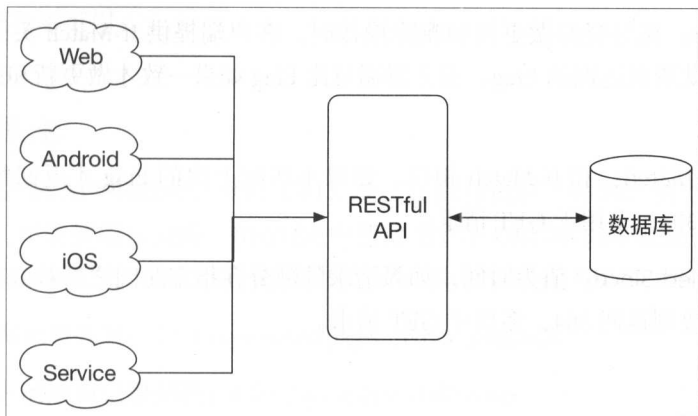 Web
Android
iOS
Service
RESTful
API
数据库